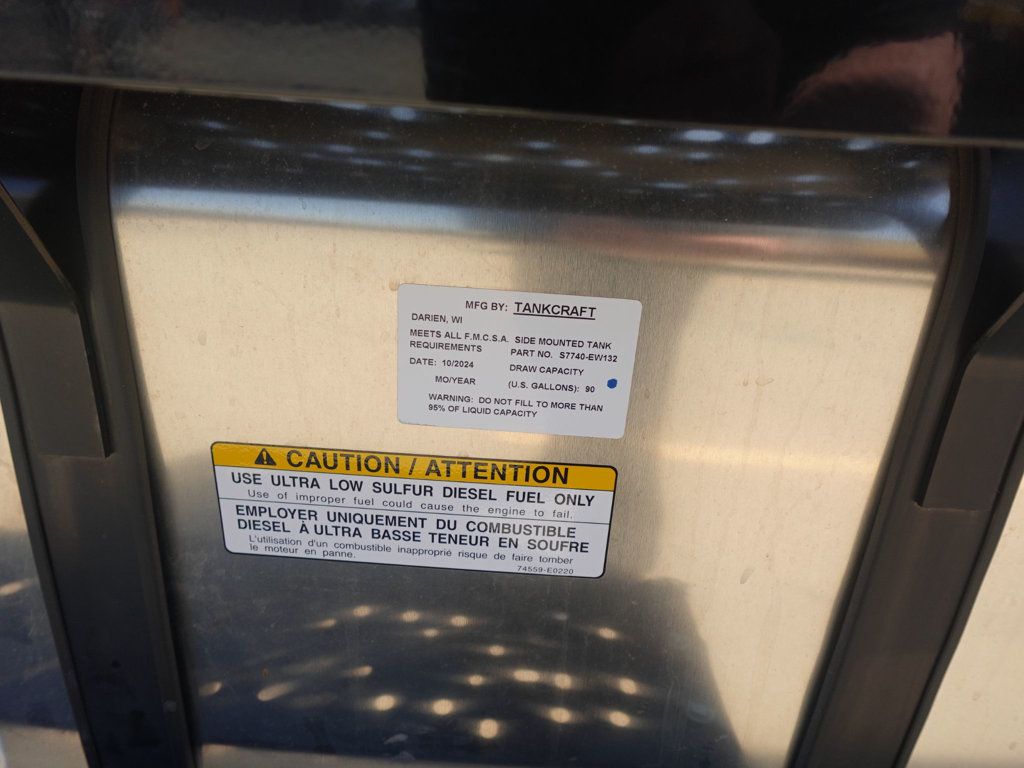 MFG BY: TANKCRAFT
DARIEN, WI
MEETS ALL F.M.C.S.A. SIDE MOUNTED TANK
REQUIREMENTS PART NO. S7740-EW132
DATE: 10/2024 DRAW CAPACITY
MO/YEAR (U.S. GALLONS): 90
WARNING: DO NOT FILL TO MORE THAN
95% OF LIQUID CAPACITY
CAUTION / ATTENTION
USE ULTRA LOW SULFUR DIESEL FUEL ONLY
Use of improper fuel could cause the engine to fail.
EMPLOYER UNIQUEMENT DU COMBUSTIBLE
DIESEL À ULTRA BASSE TENEUR EN SOUFRE
L'utilisation d'un combustible inapproprié risque de faire tomber
le moteur en panne.
74559-E0220